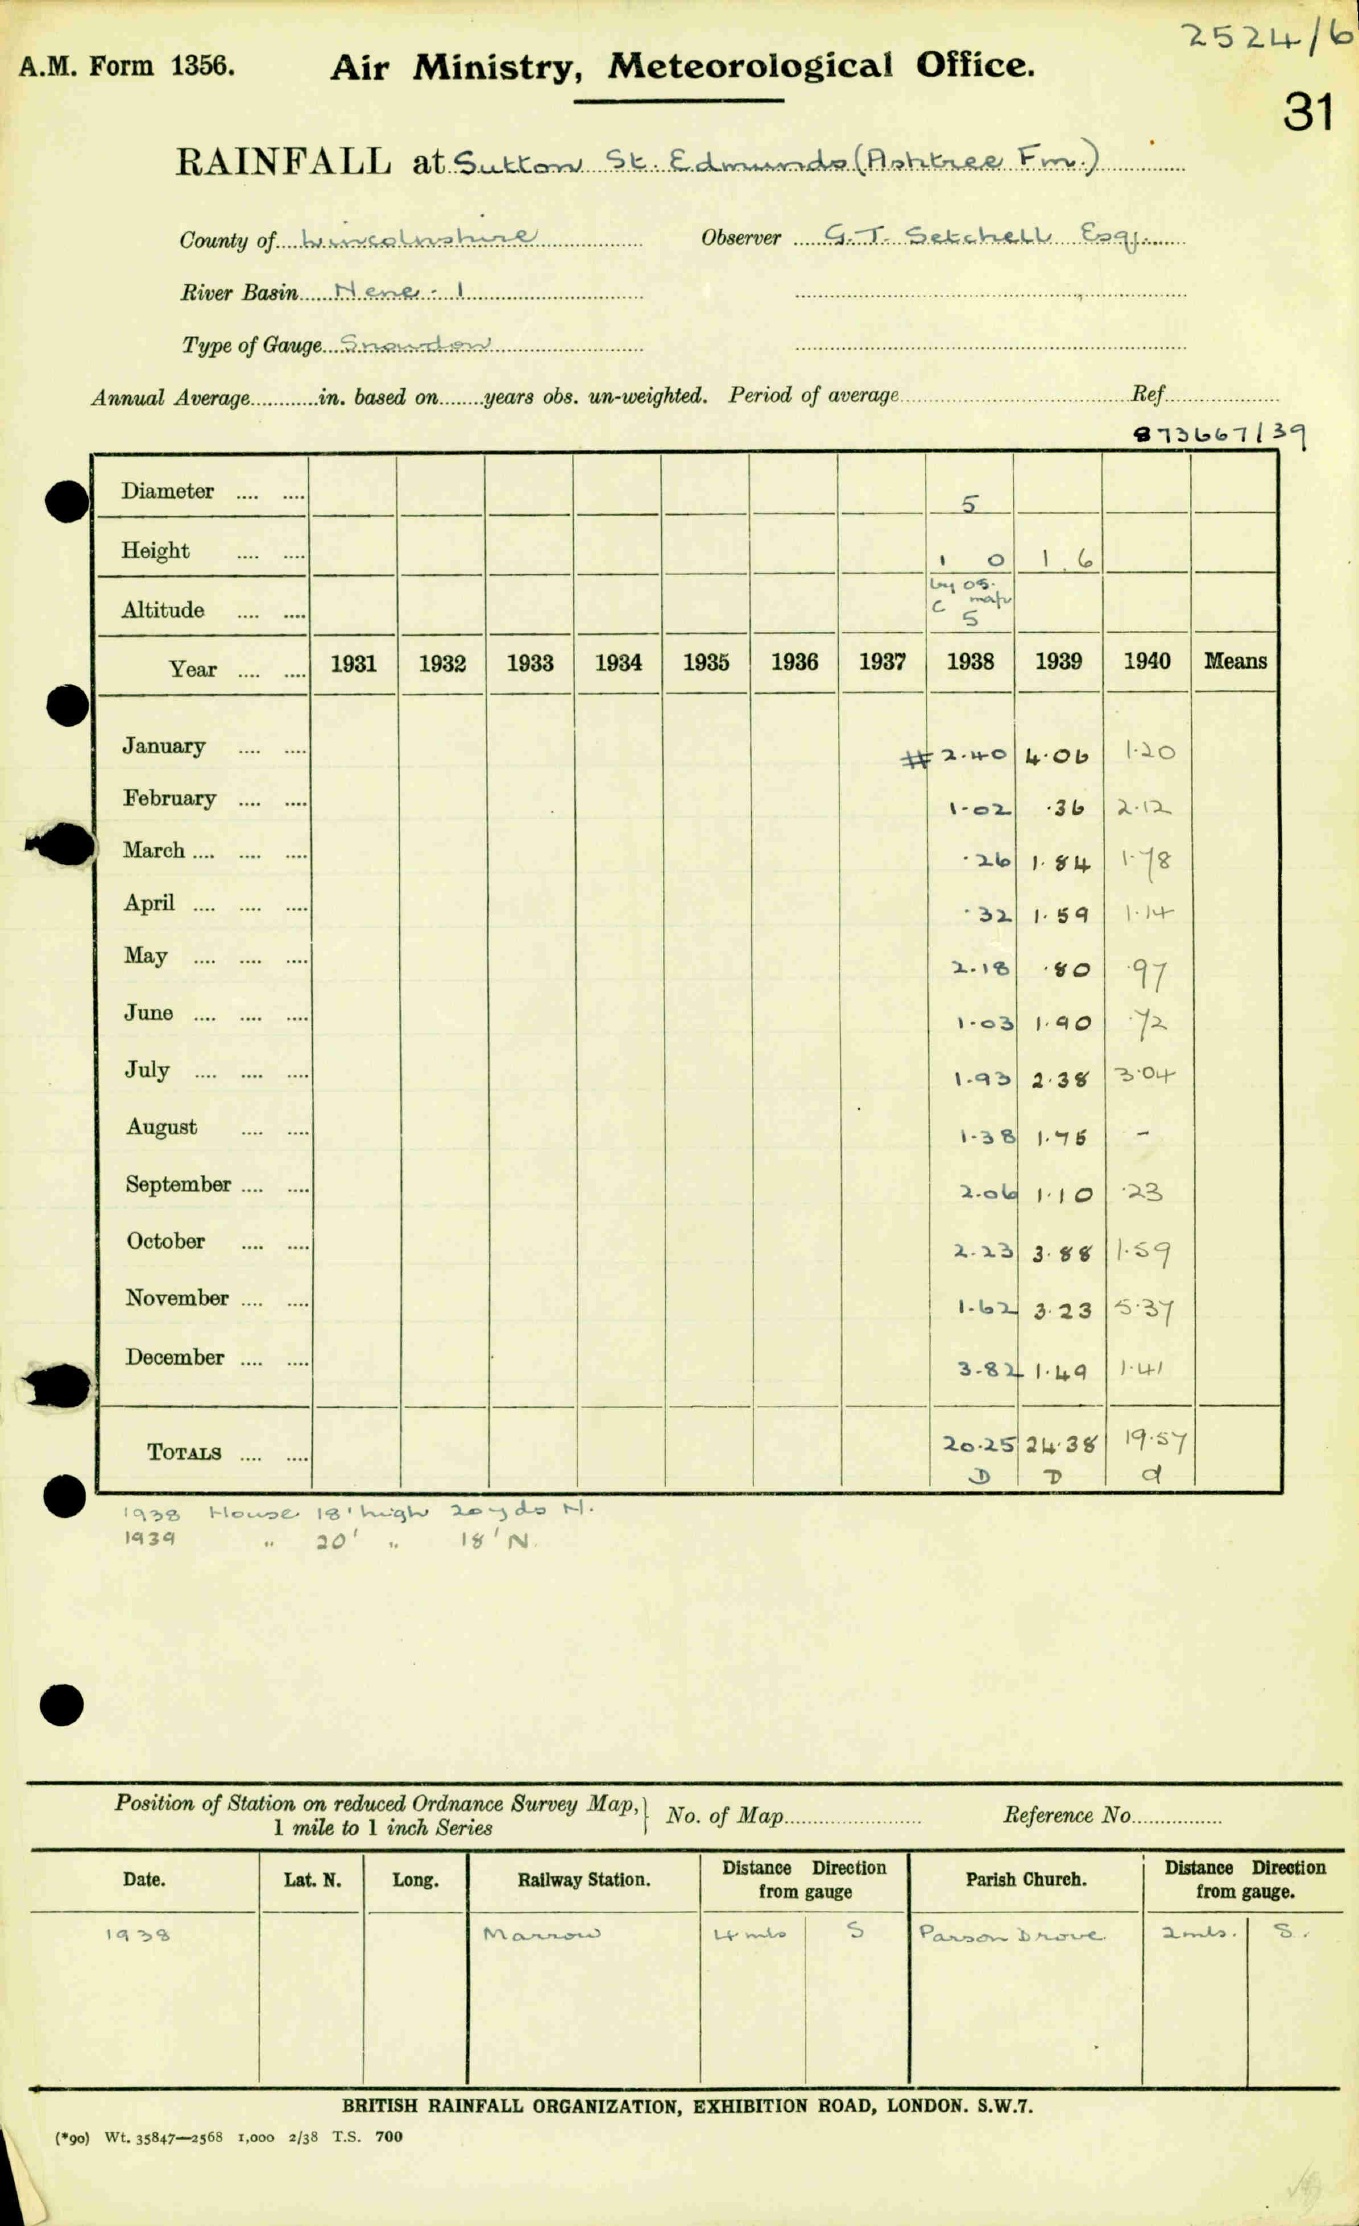 2524/6
A.M. Form 1356. Air Ministry, Meteorological Office.
31
RAINFALL at Sutton St. Edmunds (Ashtree Fm.)
County of Lincolnshire Observer G.T. Setchell Esq.
River Basin Nene - 1
Type of Gauge Snowdon
Annual Average in. based on years obs. un-weighted. Period of average Ref.
873667/39
Diameter 5
Height 1 0 1.6
by os. map
Altitude c 5
Year 1931 1932 1933 1934 1935 1936 1937 1938 1939 1940 Means
January # 2.40 4.06 1.20
February 1.02 .36 2.12
March .26 1.84 1.78
April .32 1.59 1.14
May 2.18 .80 .97
June 1.03 1.90 .72
July 1.93 2.38 3.04
August 1.38 1.75 -
September 2.06 1.10 .23
October 2.23 3.88 1.59
November 1.62 3.23 5.37
December 3.82 1.49 1.41
TOTALS 20.25 24.38 19.57
D D d
1938 House 18' high 20 yds N.
1939 " 20' " 18' N.
Position of Station on reduced Ordnance Survey Map, No. of Map Reference No.
1 mile to 1 inch Series
Date. Lat. N. Long. Railway Station. Distance Direction from gauge Parish Church. Distance Direction from gauge.
1938 Marrow 4 mls S Parson Drove 2 mls. S.
BRITISH RAINFALL ORGANIZATION, EXHIBITION ROAD, LONDON. S.W.7.
(*90) Wt. 35847—2568 1,000 2/38 T.S. 700